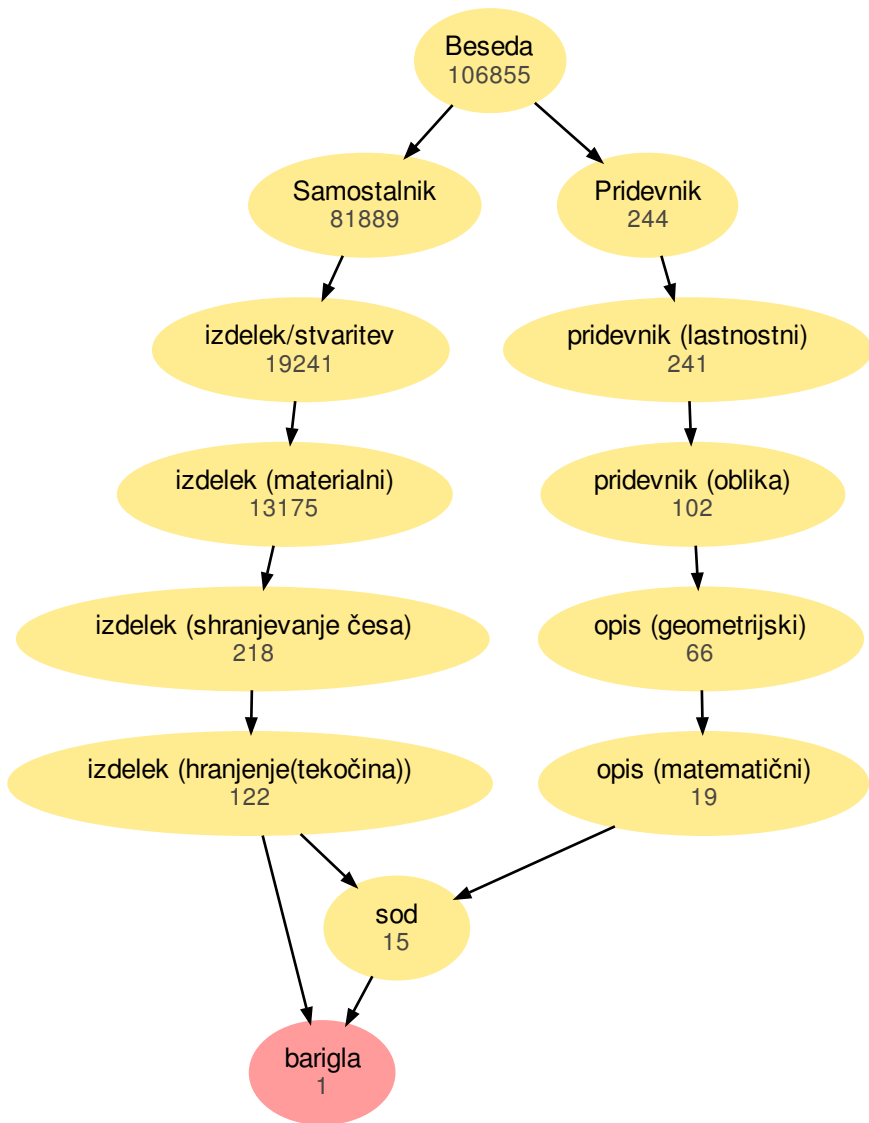 Beseda
106855
Samostalnik
81889
Pridevnik
244
izdelek/stvaritev
19241
pridevnik (lastnostni)
241
izdelek (materialni)
13175
pridevnik (oblika)
102
izdelek (shranjevanje česa)
218
opis (geometrijski)
66
izdelek (hranjenje(tekočina))
122
opis (matematični)
19
sod
15
barigla
1